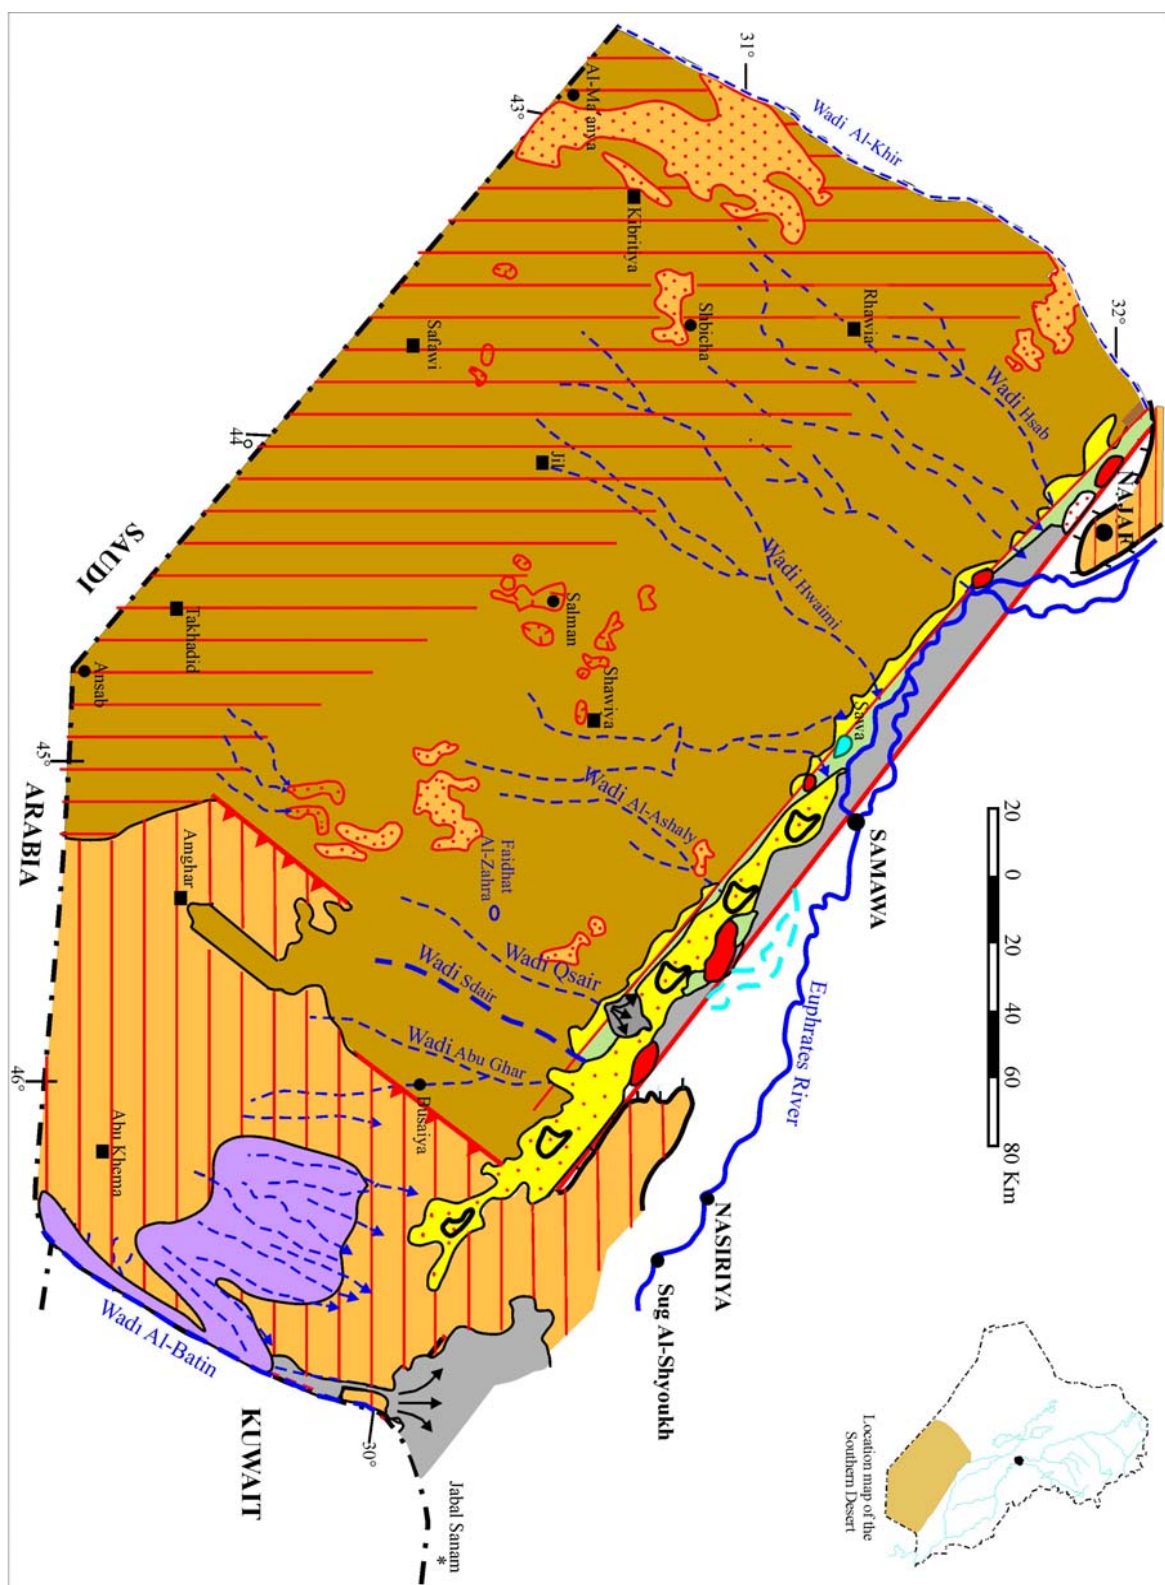 31
32
43°
44°
45°
46°
30°
Wadi Al-Khir
Al-Ma'anya
Kibritiya
Shbicha
Rhawia
Safawi
Wadi Hsab
NAJAF
Jil
Wadi Hwaimi
SAUDI
ARABIA
Takhadid
Ansab
Salman
Shawiya
Sawa
SAMAWA
Wadi Al-Ashaly
Faidhat
Al-Zahra
Amghar
Wadi Qsair
Wadi Sdair
Wadi Abu Ghar
Busaiya
Abu Khema
Euphrates River
NASIRIYA
Sug Al-Shyoukh
Wadi Al-Batin
KUWAIT
Jabal Sanam
*
20 0 20 40 60 80 Km
Location map of the
Southern Desert